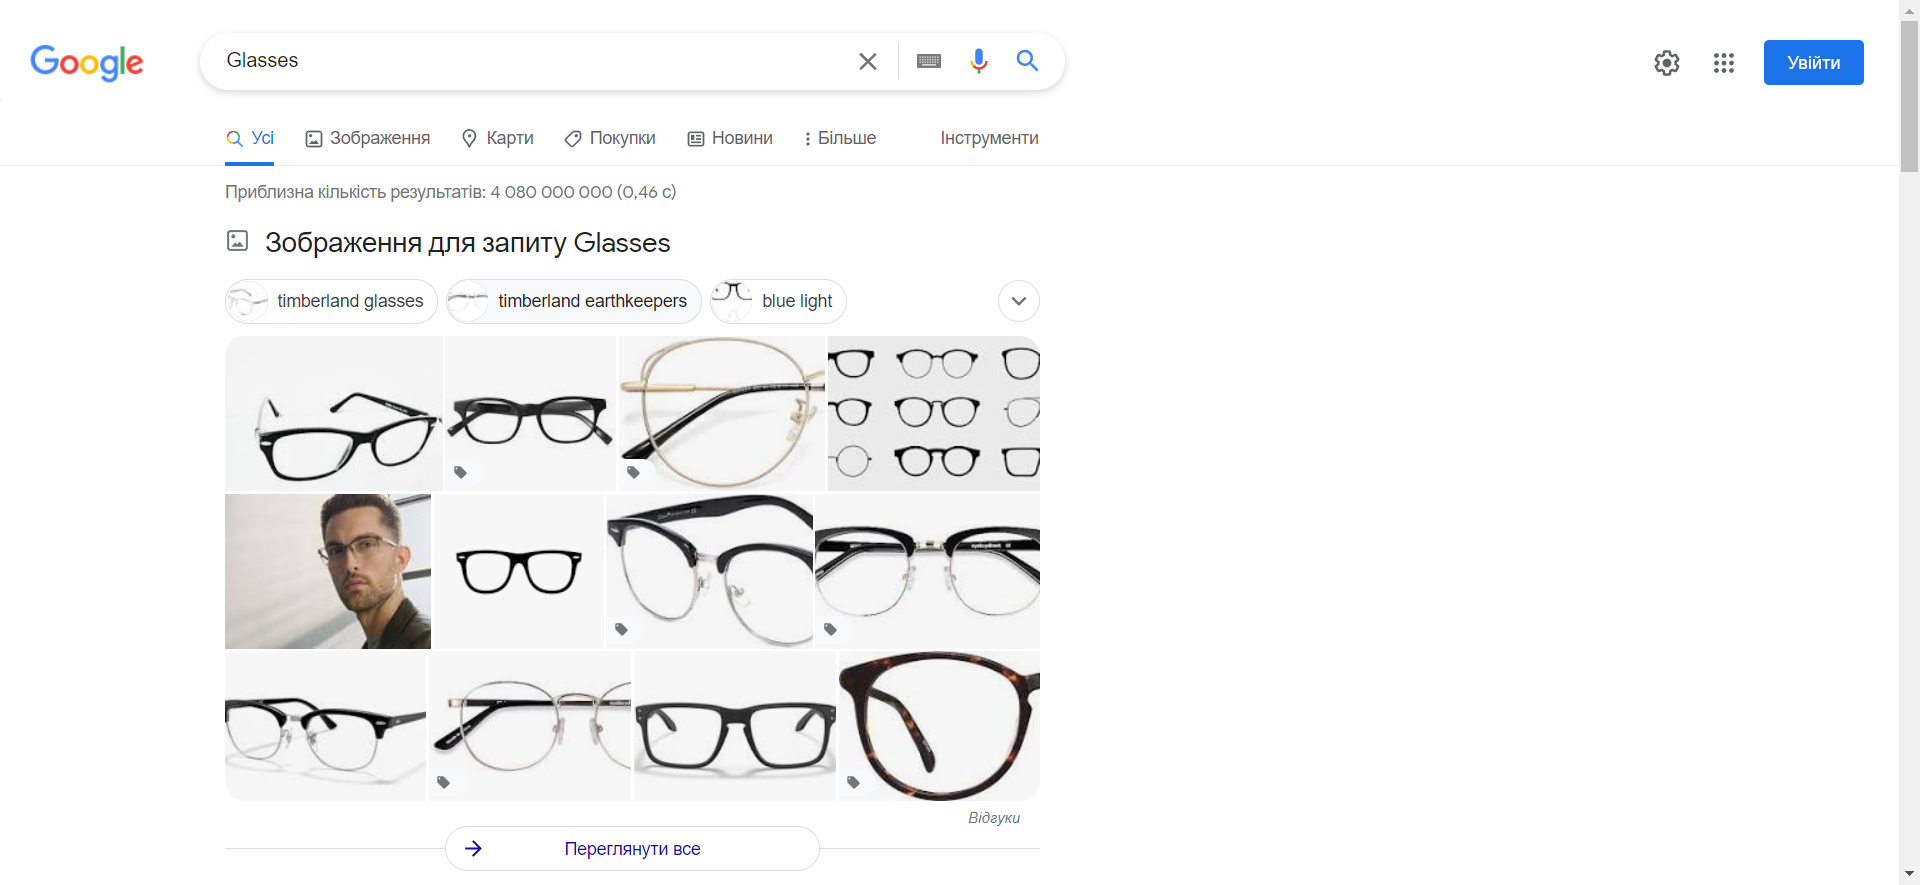 Google
Glasses
Увійти
Усі
Зображення
Карти
Покупки
Новини
Більше
Інструменти
Приблизна кількість результатів: 4 080 000 000 (0,46 с)
Зображення для запиту Glasses
timberland glasses
timberland earthkeepers
blue light
Відгуки
Переглянути все